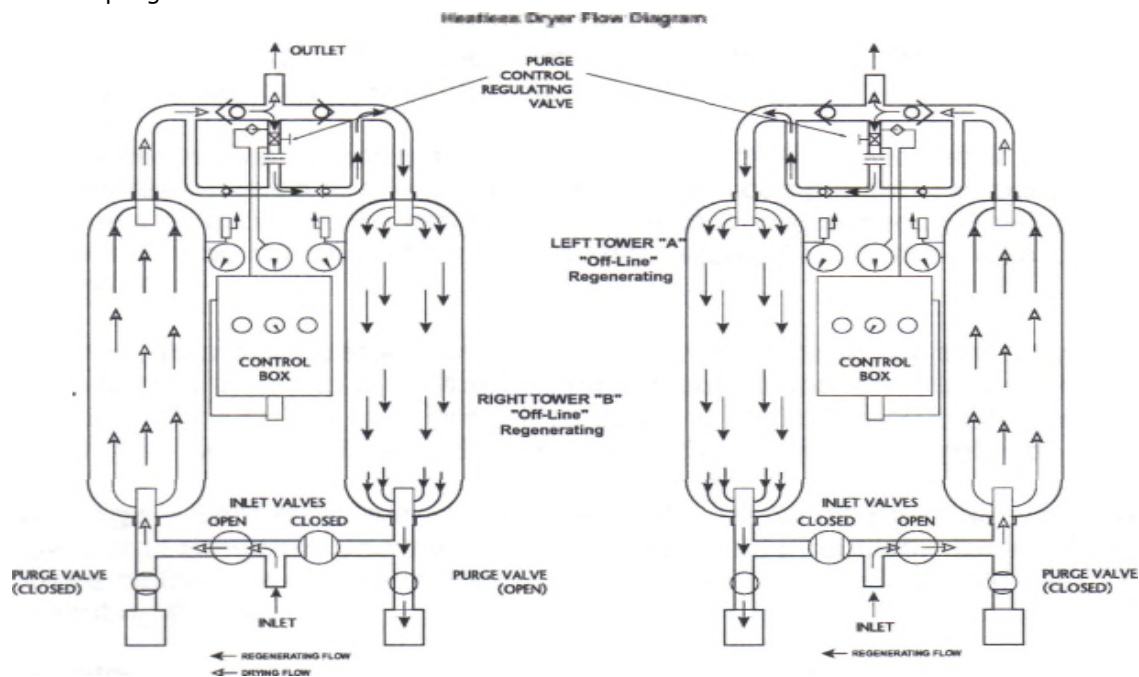 Heatless Dryer Flow Diagram
OUTLET
PURGE
CONTROL
REGULATING
VALVE
LEFT TOWER "A"
"Off-Line"
Regenerating
CONTROL
BOX
CONTROL
BOX
RIGHT TOWER "B"
"Off-Line"
Regenerating
INLET VALVES
OPEN
CLOSED
INLET VALVES
CLOSED
OPEN
PURGE VALVE
(CLOSED)
PURGE VALVE
(OPEN)
PURGE VALVE
(CLOSED)
INLET
INLET
REGENERATING FLOW
DRYING FLOW
REGENERATING FLOW